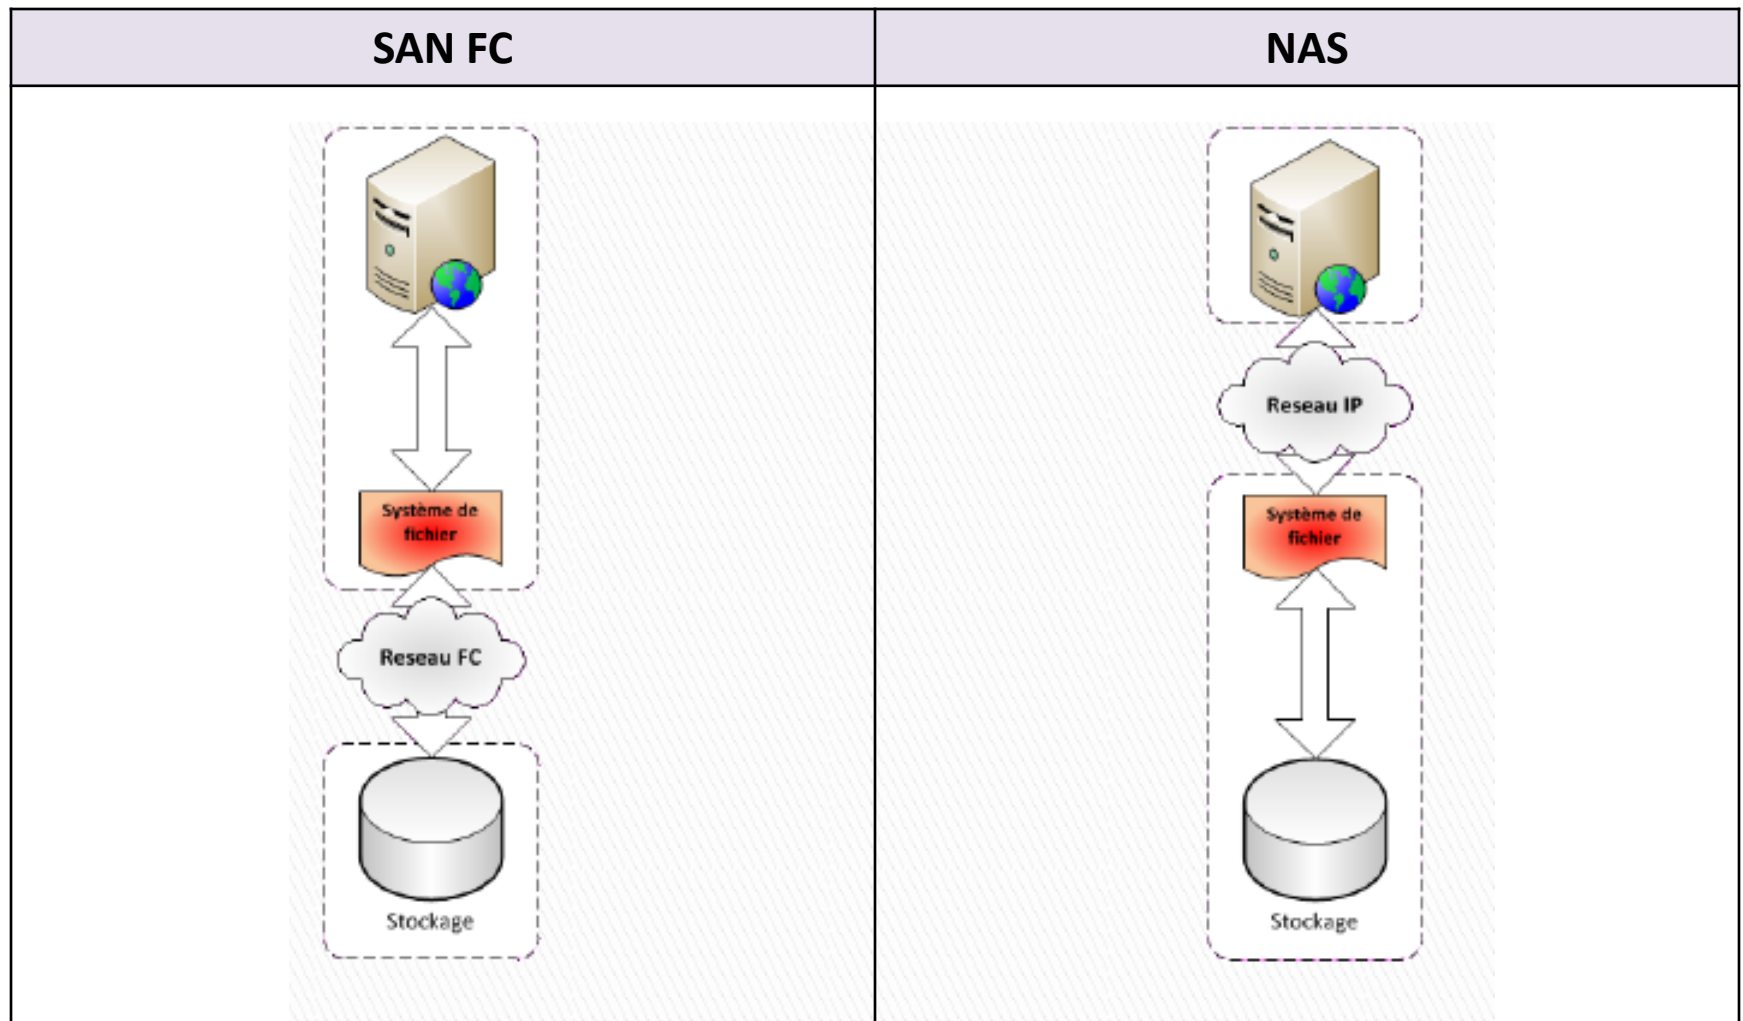 SAN FC
NAS
Système de
fichier
Reseau FC
Stockage
Reseau IP
Système de
fichier
Stockage